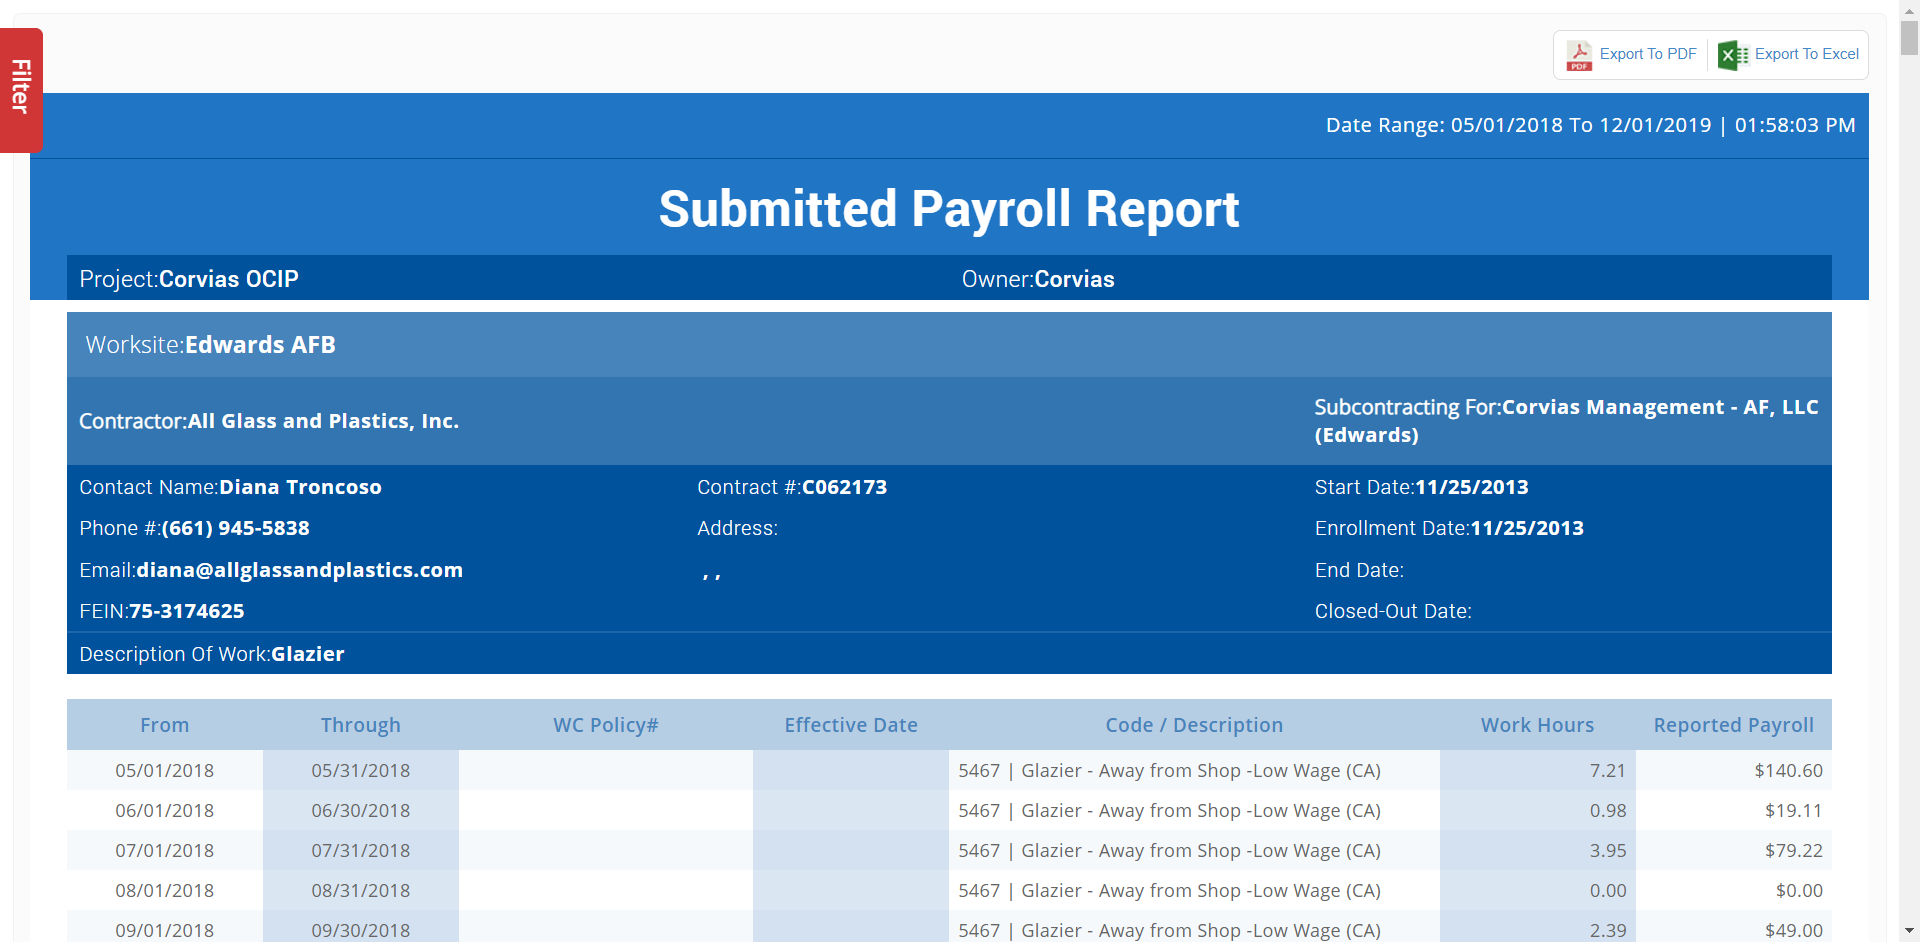 Filter
PDF Export To PDF Export To Excel
Date Range: 05/01/2018 To 12/01/2019 | 01:58:03 PM
Submitted Payroll Report
Project:Corvias OCIP Owner:Corvias
Worksite:Edwards AFB
Contractor:All Glass and Plastics, Inc. Subcontracting For:Corvias Management - AF, LLC
(Edwards)
Contact Name:Diana Troncoso Contract #:C062173 Start Date:11/25/2013
Phone #:(661) 945-5838 Address: Enrollment Date:11/25/2013
Email:diana@allglassandplastics.com , , End Date:
FEIN:75-3174625 Closed-Out Date:
Description Of Work:Glazier
From Through WC Policy# Effective Date Code / Description Work Hours Reported Payroll
05/01/2018 05/31/2018 5467 | Glazier - Away from Shop -Low Wage (CA) 7.21 $140.60
06/01/2018 06/30/2018 5467 | Glazier - Away from Shop -Low Wage (CA) 0.98 $19.11
07/01/2018 07/31/2018 5467 | Glazier - Away from Shop -Low Wage (CA) 3.95 $79.22
08/01/2018 08/31/2018 5467 | Glazier - Away from Shop -Low Wage (CA) 0.00 $0.00
09/01/2018 09/30/2018 5467 | Glazier - Away from Shop -Low Wage (CA) 2.39 $49.00